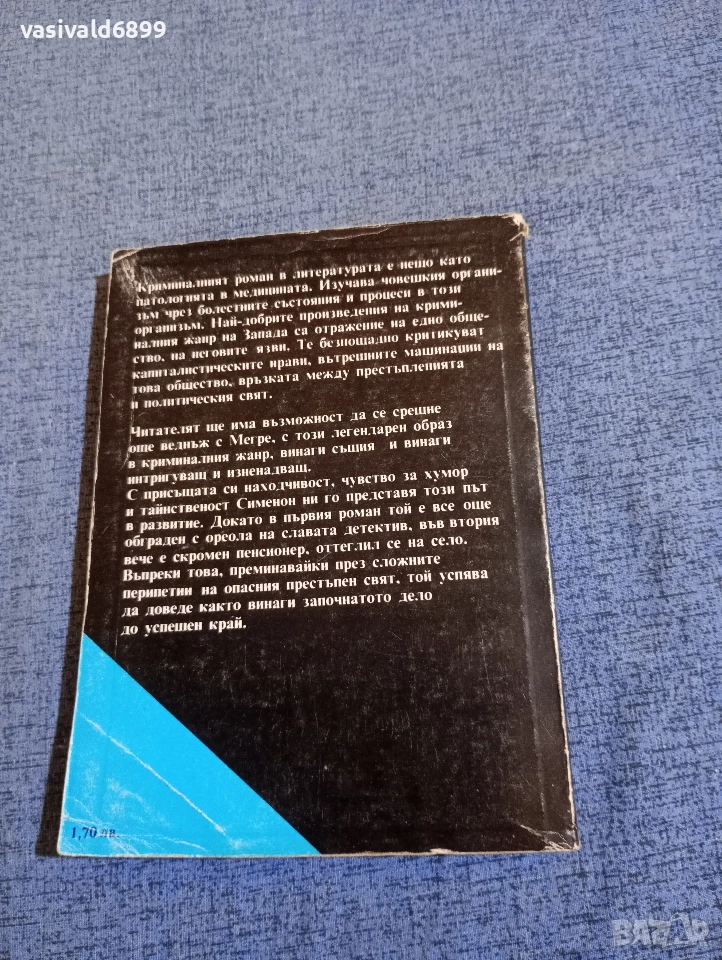 vasivald6899
Криминалният роман в литературата е нещо като
патологията в медицината. Изучава човешкия органи-
зъм чрез болестните състояния и процеси в този
организъм. Най-добрите произведения на крими-
налния жанр на Запада са отражение на едно обще-
ство, на неговите язви. Те безпощадно критикуват
капиталистическите нрави, вътрешните машинации на
това общество, връзката между престъпленията
и политическия свят.
Читателят ще има възможност да се срещне
още веднъж с Мегре, с този легендарен образ
в криминалния жанр, винаги същия и винаги
интригуващ и изненадващ.
С присъщата си находчивост, чувство за хумор
и тайнственост Сименон ни го представя този път
в развитие. Докато в първия роман той е все още
обграден с ореола на славата детектив, във втория
вече е скромен пенсионер, оттеглил се на село.
Въпреки това, преминавайки през сложните
перипетии на опасния престъпен свят, той успява
да доведе както винаги започнатото дело
до успешен край.
1,70 лв.
BAZAR